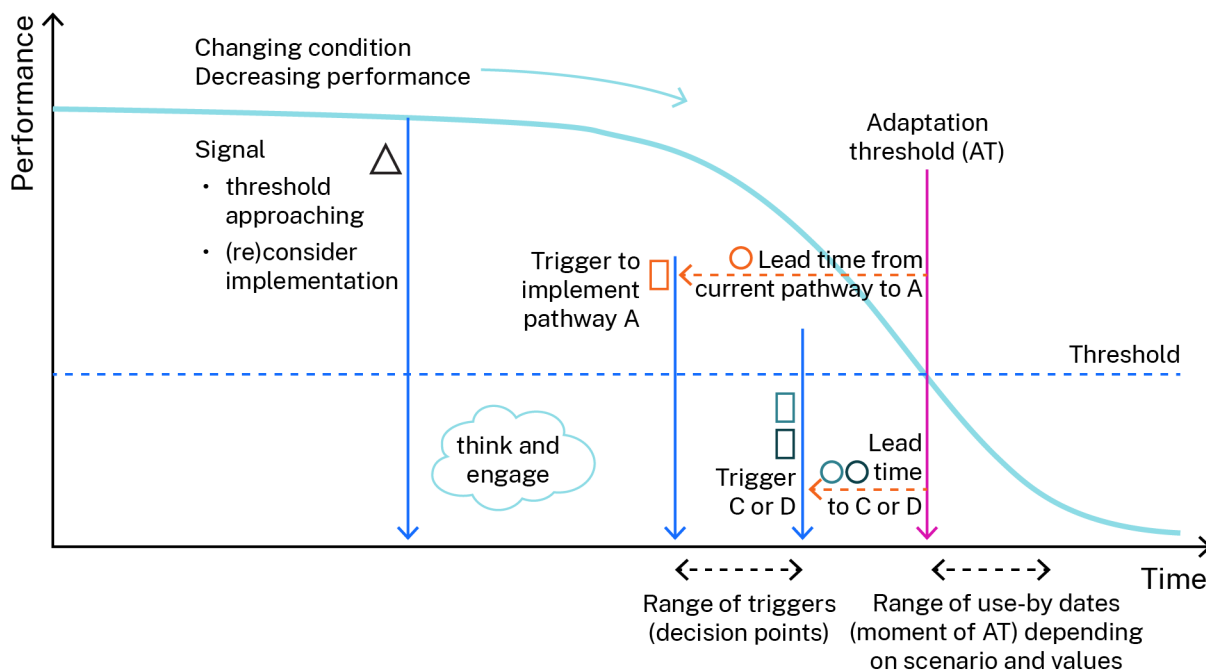 Performance
Changing condition
Decreasing performance
Signal
· threshold
approaching
· (re)consider
implementation
Adaptation
threshold (AT)
Trigger to
implement
pathway A
Lead time from
current pathway to A
Threshold
think and
engage
Trigger
C or D
Lead
time
to C or D
Time
Range of triggers
(decision points)
Range of use-by dates
(moment of AT) depending
on scenario and values